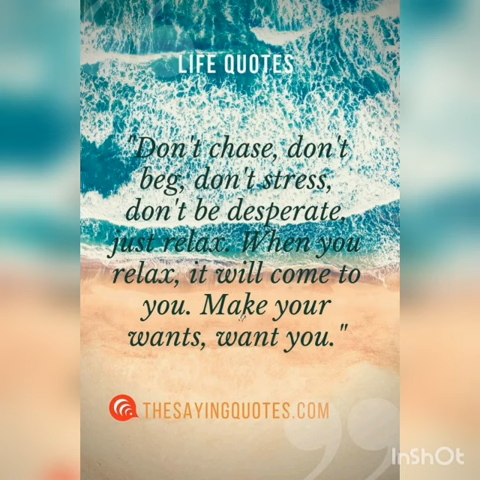 LIFE QUOTES
"Don't chase, don't
beg, don't stress,
don't be desperate,
just relax. When you
relax, it will come to
you. Make your
wants, want you."
THESAYINGQUOTES.COM
InShOt